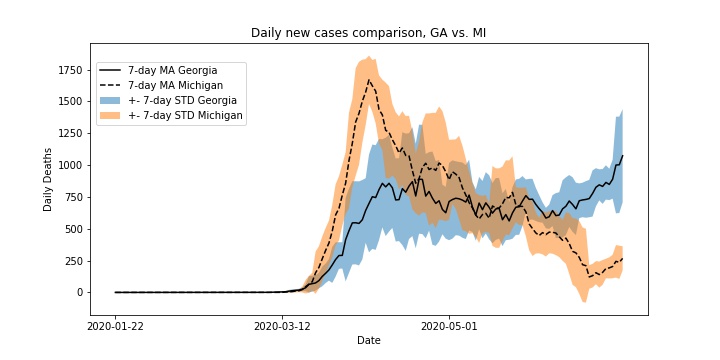 Daily new cases comparison, GA vs. MI
7-day MA Georgia
7-day MA Michigan
+- 7-day STD Georgia
+- 7-day STD Michigan
Daily Deaths
1750
1500
1250
1000
750
500
250
0
2020-01-22 2020-03-12 2020-05-01
Date